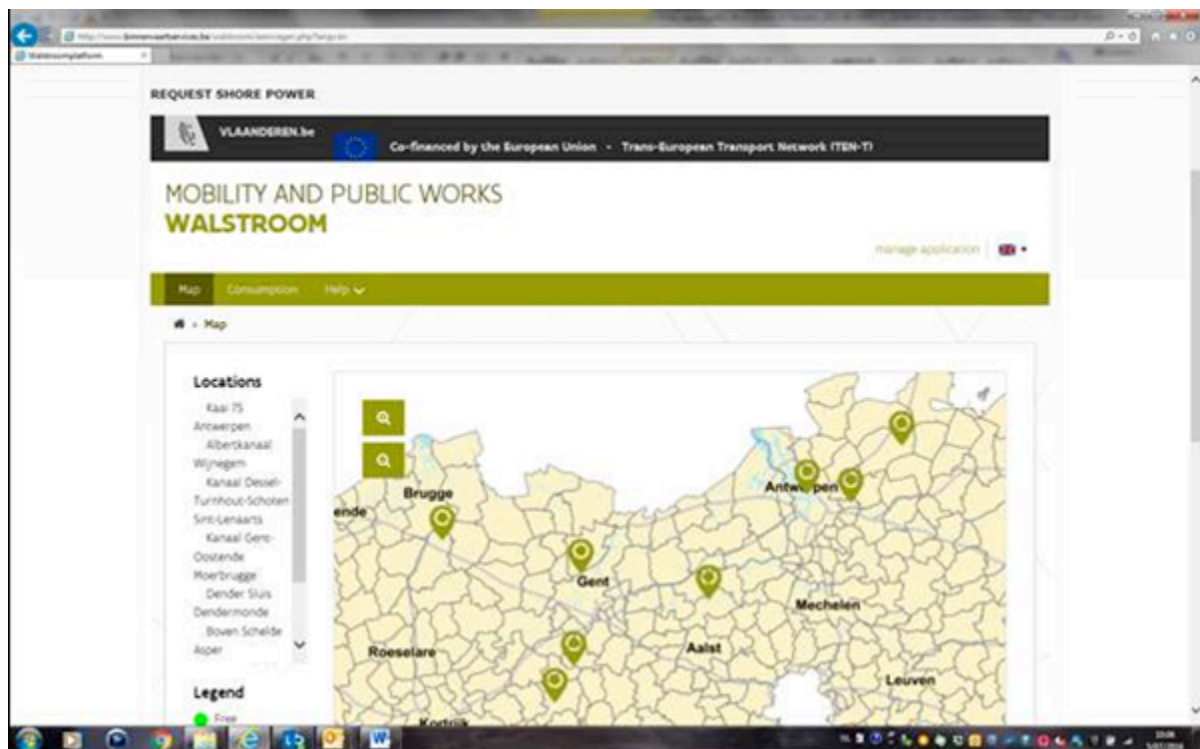 Walstroomplatform
REQUEST SHORE POWER
VLAANDEREN.be
Co-financed by the European Union - Trans-European Transport Network (TEN-T)
MOBILITY AND PUBLIC WORKS
WALSTROOM
manage application
Map Consumption Help
» Map
Locations
Kaai 75
Antwerpen
Albertkanaal
Wijnegem
Kanaal Dessel-
Turnhout-Schoten
Sint-Lenaarts
Kanaal Gent-
Oostende
Moerbrugge
Dender Sluis
Dendermonde
Boven Schelde
Asper
Legend
Free
Brugge
ende
Antwerpen
Gent
Mechelen
Roeselare
Aalst
Leuven
Kortrijk